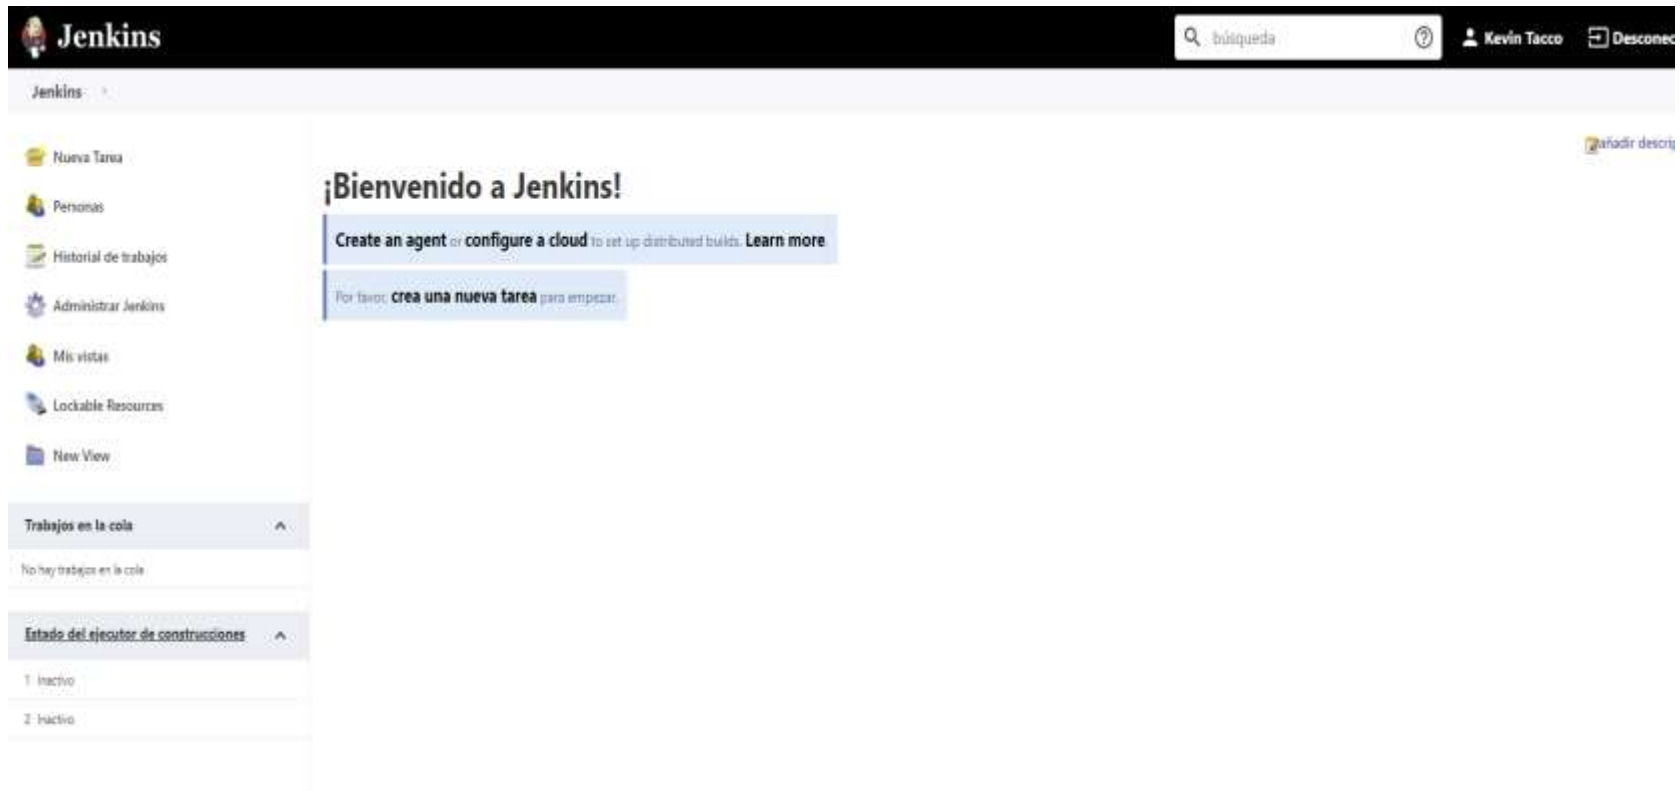 Jenkins
búsqueda
Kevin Tacco
Desconec
Jenkins
añadir descrip
Nueva Tarea
Personas
Historial de trabajos
Administrar Jenkins
Mis vistas
Lockable Resources
New View
Trabajos en la cola
No hay trabajos en la cola
Estado del ejecutor de construcciones
1 Inactivo
2 Inactivo
¡Bienvenido a Jenkins!
Create an agent or configure a cloud to set up distributed builds. Learn more.
Por favor, crea una nueva tarea para empezar.